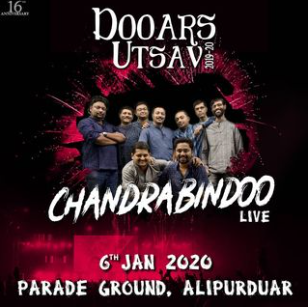 16th
ANNIVERSARY
DOOARS
UTSAV
2019-20
CHANDRABINDOO
LIVE
6TH JAN 2020
PARADE GROUND, ALIPURDUAR